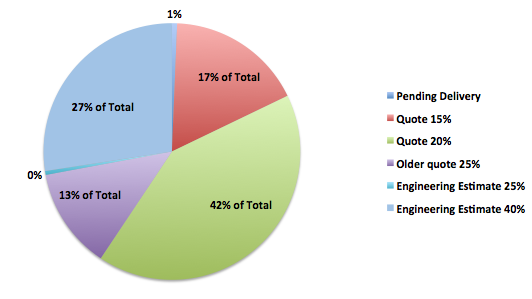 1%
17% of Total
27% of Total
0%
13% of Total
42% of Total
Pending Delivery
Quote 15%
Quote 20%
Older quote 25%
Engineering Estimate 25%
Engineering Estimate 40%